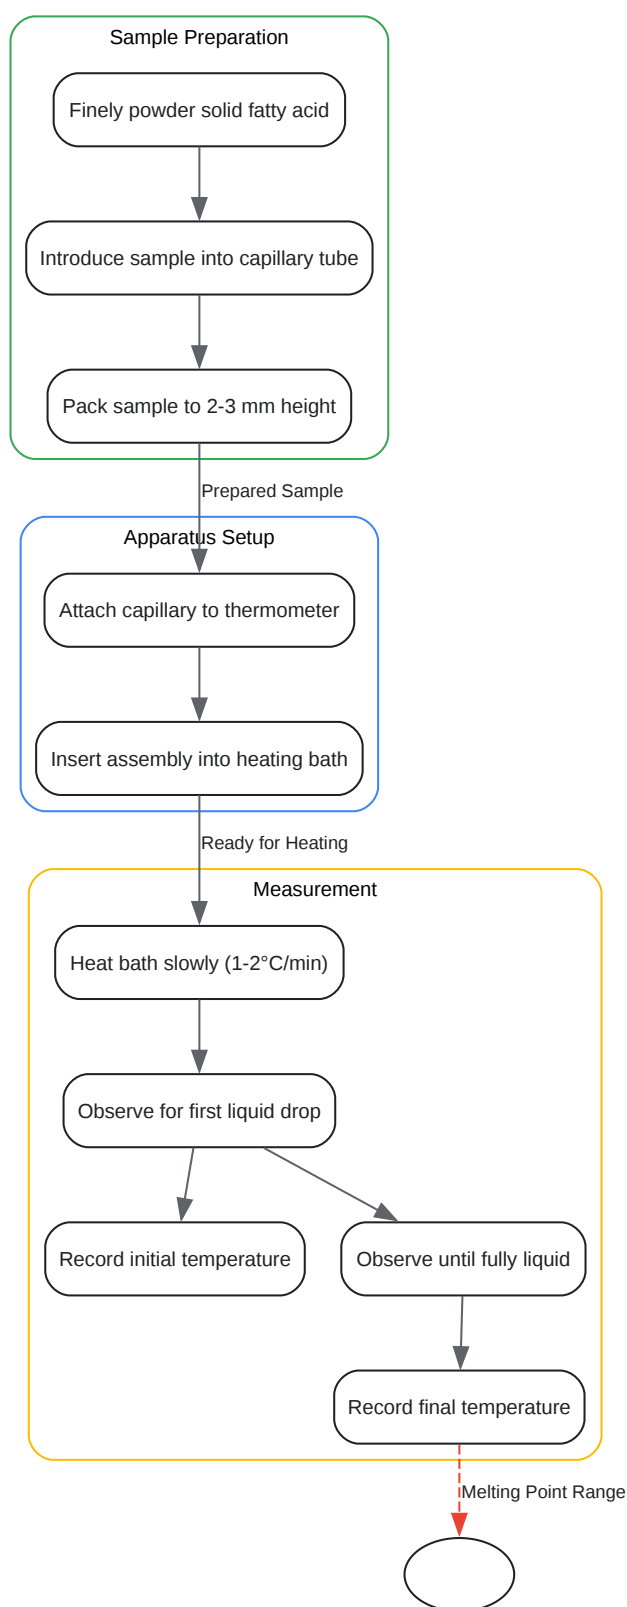 Sample Preparation
Finely powder solid fatty acid
Introduce sample into capillary tube
Pack sample to 2-3 mm height
Prepared Sample
Apparatus Setup
Attach capillary to thermometer
Insert assembly into heating bath
Ready for Heating
Measurement
Heat bath slowly (1-2°C/min)
Observe for first liquid drop
Record initial temperature
Observe until fully liquid
Record final temperature
Melting Point Range